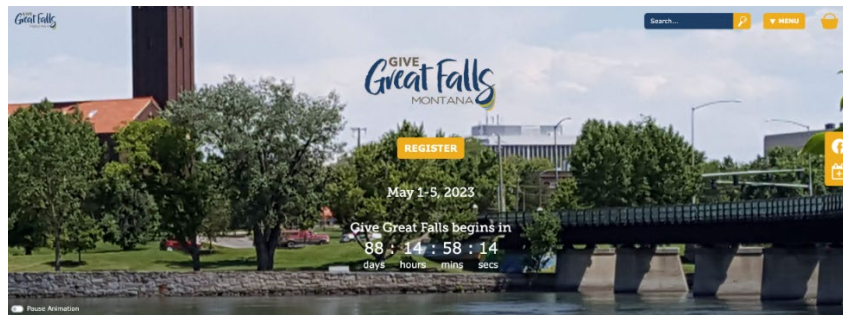 GIVE
Great Falls
Search...
▼ MENU
GIVE
Great Falls
MONTANA
REGISTER
May 1-5, 2023
Give Great Falls begins in
88 : 14 : 58 : 14
days hours mins secs
Pause Animation